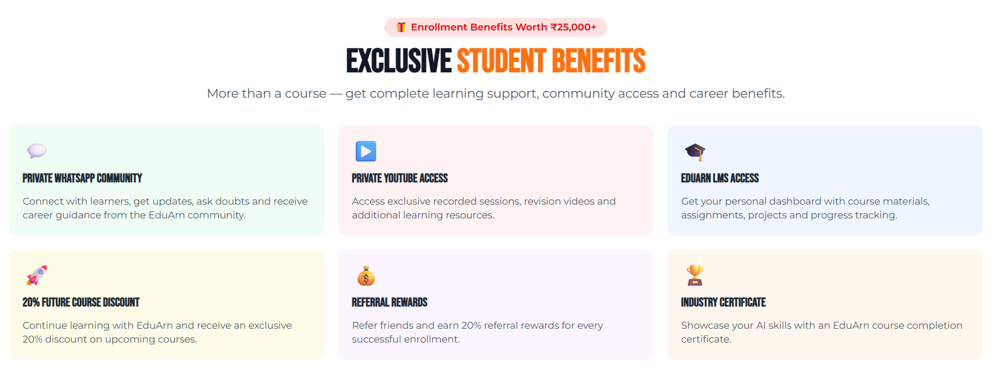 🎁 Enrollment Benefits Worth ₹25,000+
EXCLUSIVE STUDENT BENEFITS
More than a course — get complete learning support, community access and career benefits.
PRIVATE WHATSAPP COMMUNITY
Connect with learners, get updates, ask doubts and receive
career guidance from the EduArn community.
PRIVATE YOUTUBE ACCESS
Access exclusive recorded sessions, revision videos and
additional learning resources.
EDUARN LMS ACCESS
Get your personal dashboard with course materials,
assignments, projects and progress tracking.
20% FUTURE COURSE DISCOUNT
Continue learning with EduArn and receive an exclusive
20% discount on upcoming courses.
REFERRAL REWARDS
Refer friends and earn 20% referral rewards for every
successful enrollment.
INDUSTRY CERTIFICATE
Showcase your AI skills with an EduArn course completion
certificate.